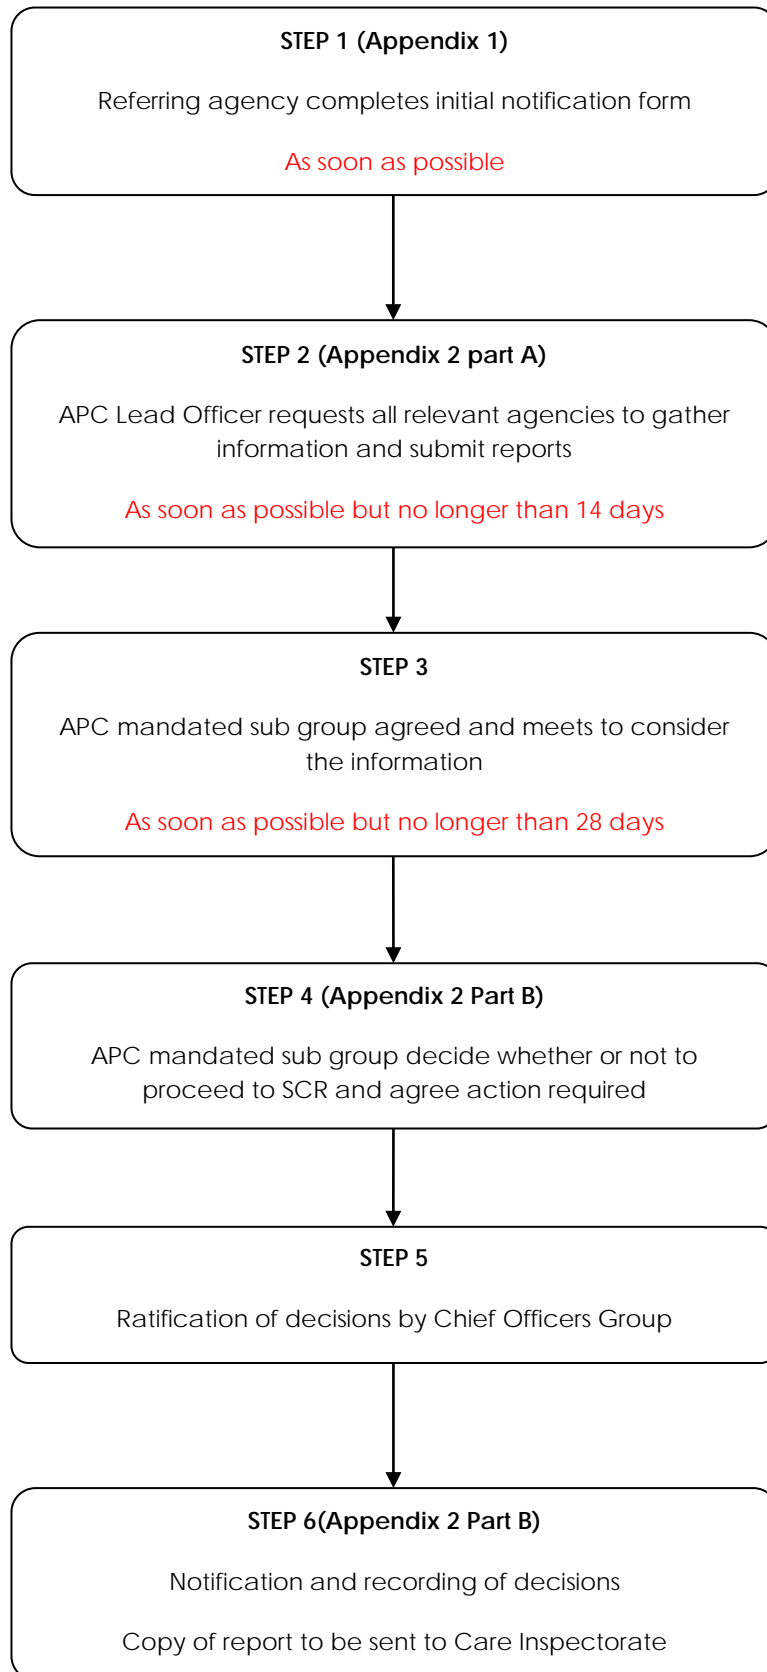 STEP 1 (Appendix 1)
Referring agency completes initial notification form
As soon as possible
STEP 2 (Appendix 2 part A)
APC Lead Officer requests all relevant agencies to gather
information and submit reports
As soon as possible but no longer than 14 days
STEP 3
APC mandated sub group agreed and meets to consider
the information
As soon as possible but no longer than 28 days
STEP 4 (Appendix 2 Part B)
APC mandated sub group decide whether or not to
proceed to SCR and agree action required
STEP 5
Ratification of decisions by Chief Officers Group
STEP 6(Appendix 2 Part B)
Notification and recording of decisions
Copy of report to be sent to Care Inspectorate